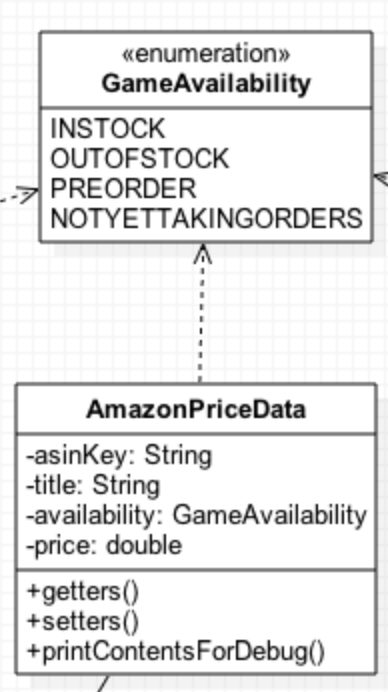 «enumeration»
GameAvailability
INSTOCK
OUTOFSTOCK
PREORDER
NOTYETTAKINGORDERS
AmazonPriceData
-asinKey: String
-title: String
-availability: GameAvailability
-price: double
+getters()
+setters()
+printContentsForDebug()